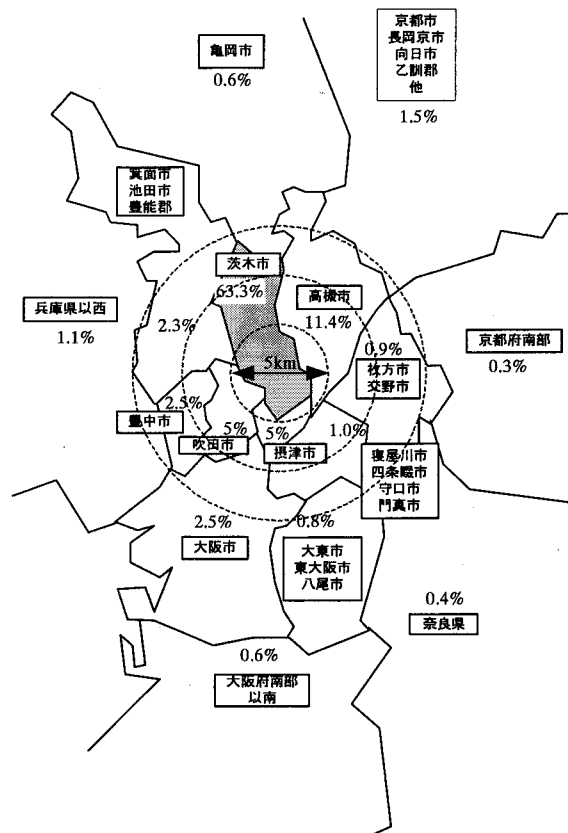 亀岡市
0.6%
京都市
長岡京市
向日市
乙訓郡
他
1.5%
箕面市
池田市
豊能郡
茨木市
63.3%
高槻市
11.4%
兵庫県以西
1.1%
2.3%
0.9%
枚方市
交野市
京都府南部
0.3%
5km
2.5%
豊中市
5%
吹田市
5%
摂津市
1.0%
寝屋川市
四条畷市
守口市
門真市
2.5%
大阪市
0.8%
大東市
東大阪市
八尾市
0.4%
奈良県
0.6%
大阪府南部
以南